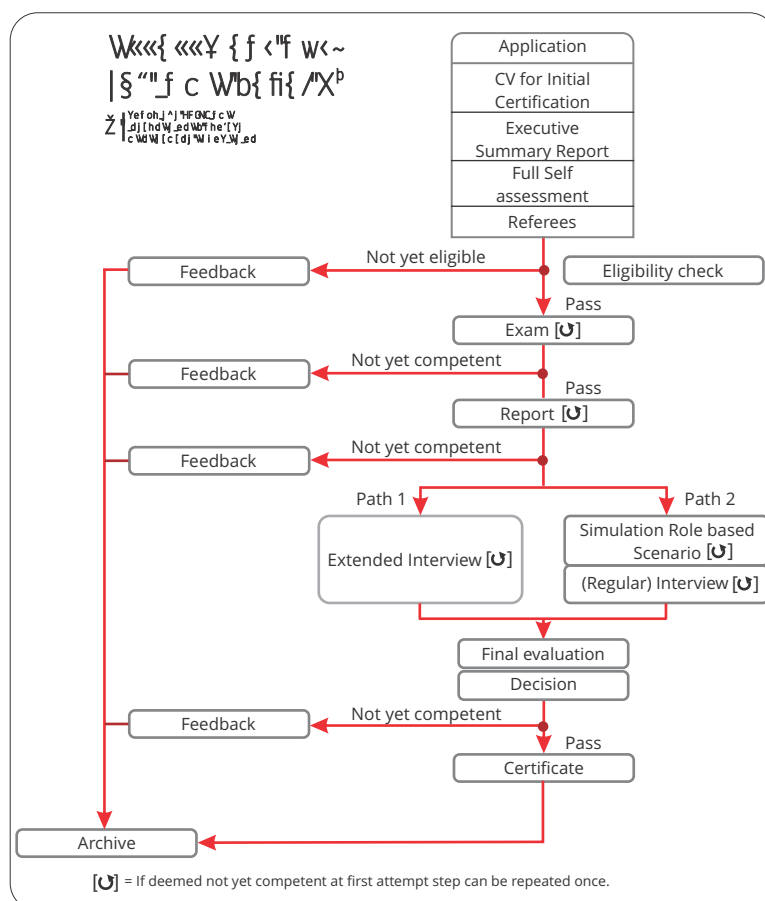 Application
CV for Initial
Certification
Executive
Summary Report
Full Self
assessment
Referees
Not yet eligible
Feedback
Eligibility check
Pass
Exam [↺]
Not yet competent
Feedback
Pass
Report [↺]
Not yet competent
Feedback
Path 1
Path 2
Extended Interview [↺]
Simulation Role based
Scenario [↺]
(Regular) Interview [↺]
Final evaluation
Decision
Not yet competent
Feedback
Pass
Certificate
Archive
[↺] = If deemed not yet competent at first attempt step can be repeated once.